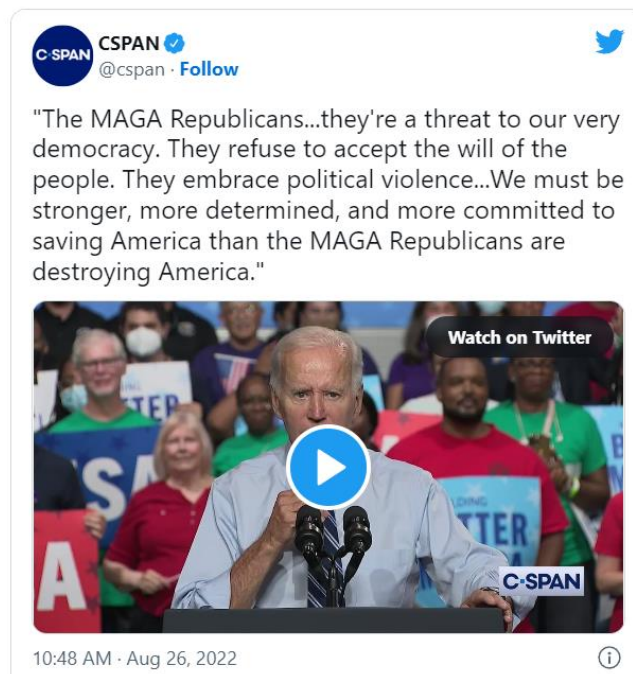 C-SPAN
CSPAN
@cspan · Follow
"The MAGA Republicans...they're a threat to our very
democracy. They refuse to accept the will of the
people. They embrace political violence...We must be
stronger, more determined, and more committed to
saving America than the MAGA Republicans are
destroying America."
Watch on Twitter
TER
SA
TTER
A
C-SPAN
10:48 AM · Aug 26, 2022